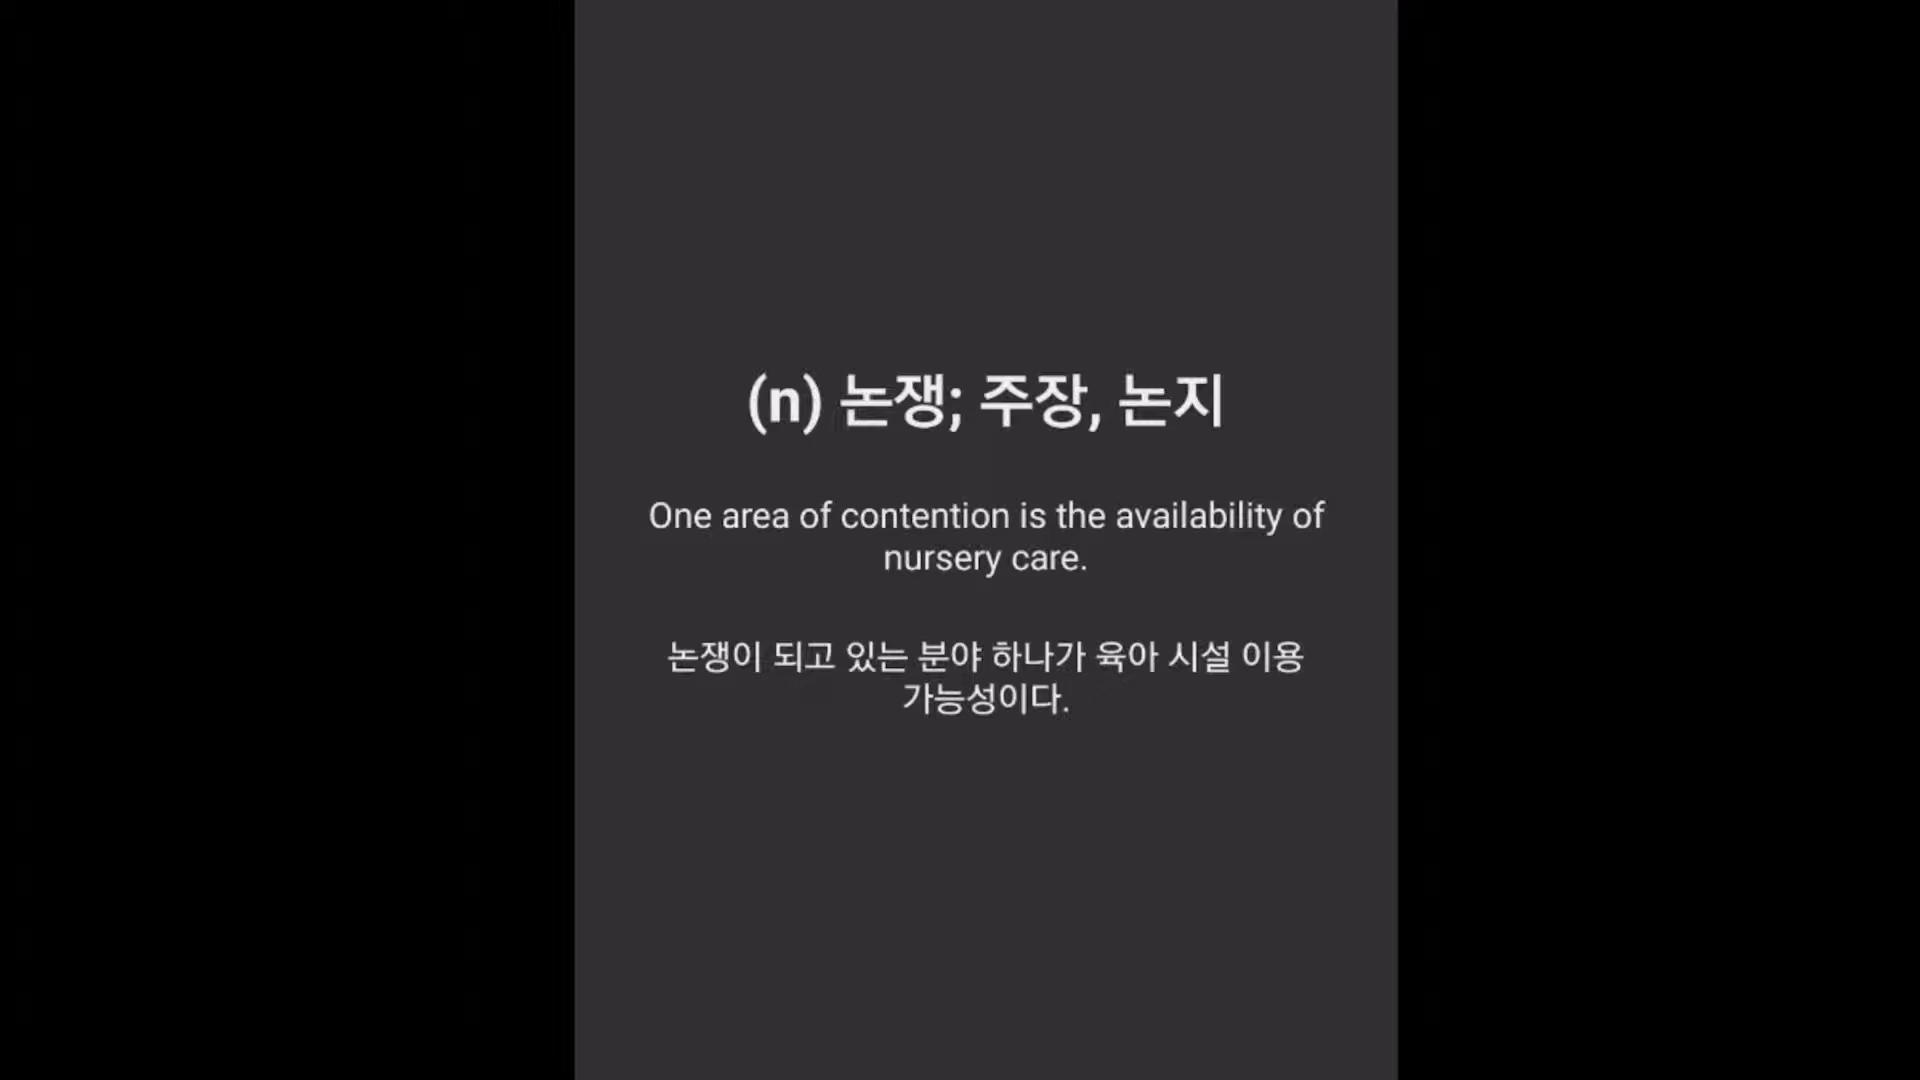 (n) 논쟁; 주장, 논지
One area of contention is the availability of
nursery care.
논쟁이 되고 있는 분야 하나가 육아 시설 이용
가능성이다.